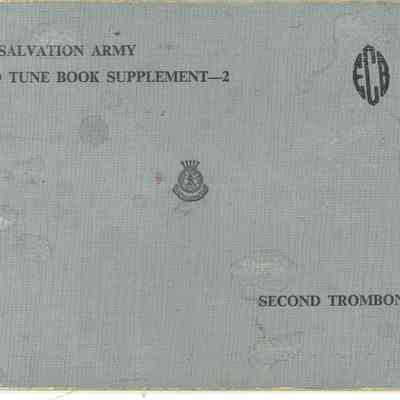 SALVATION ARMY
TUNE BOOK SUPPLEMENT—2
ECB
SECOND TROMBON